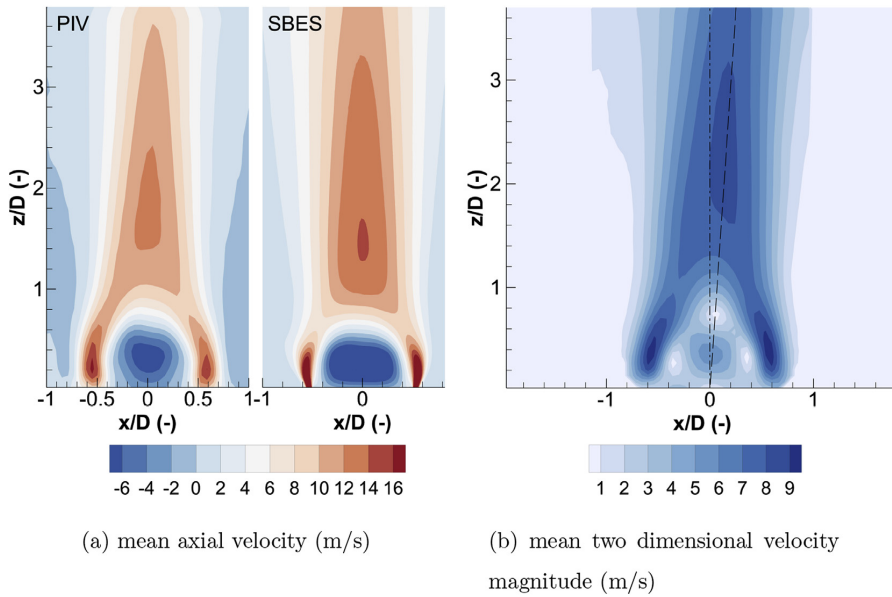 PIV
SBES
3
2
1
z/D (-)
-1 -0.5 0 0.5 1
-1 0
x/D (-)
x/D (-)
-6 -4 -2 0 2 4 6 8 10 12 14 16
(a) mean axial velocity (m/s)
3
2
1
z/D (-)
-1 0 1
x/D (-)
1 2 3 4 5 6 7 8 9
(b) mean two dimensional velocity
magnitude (m/s)